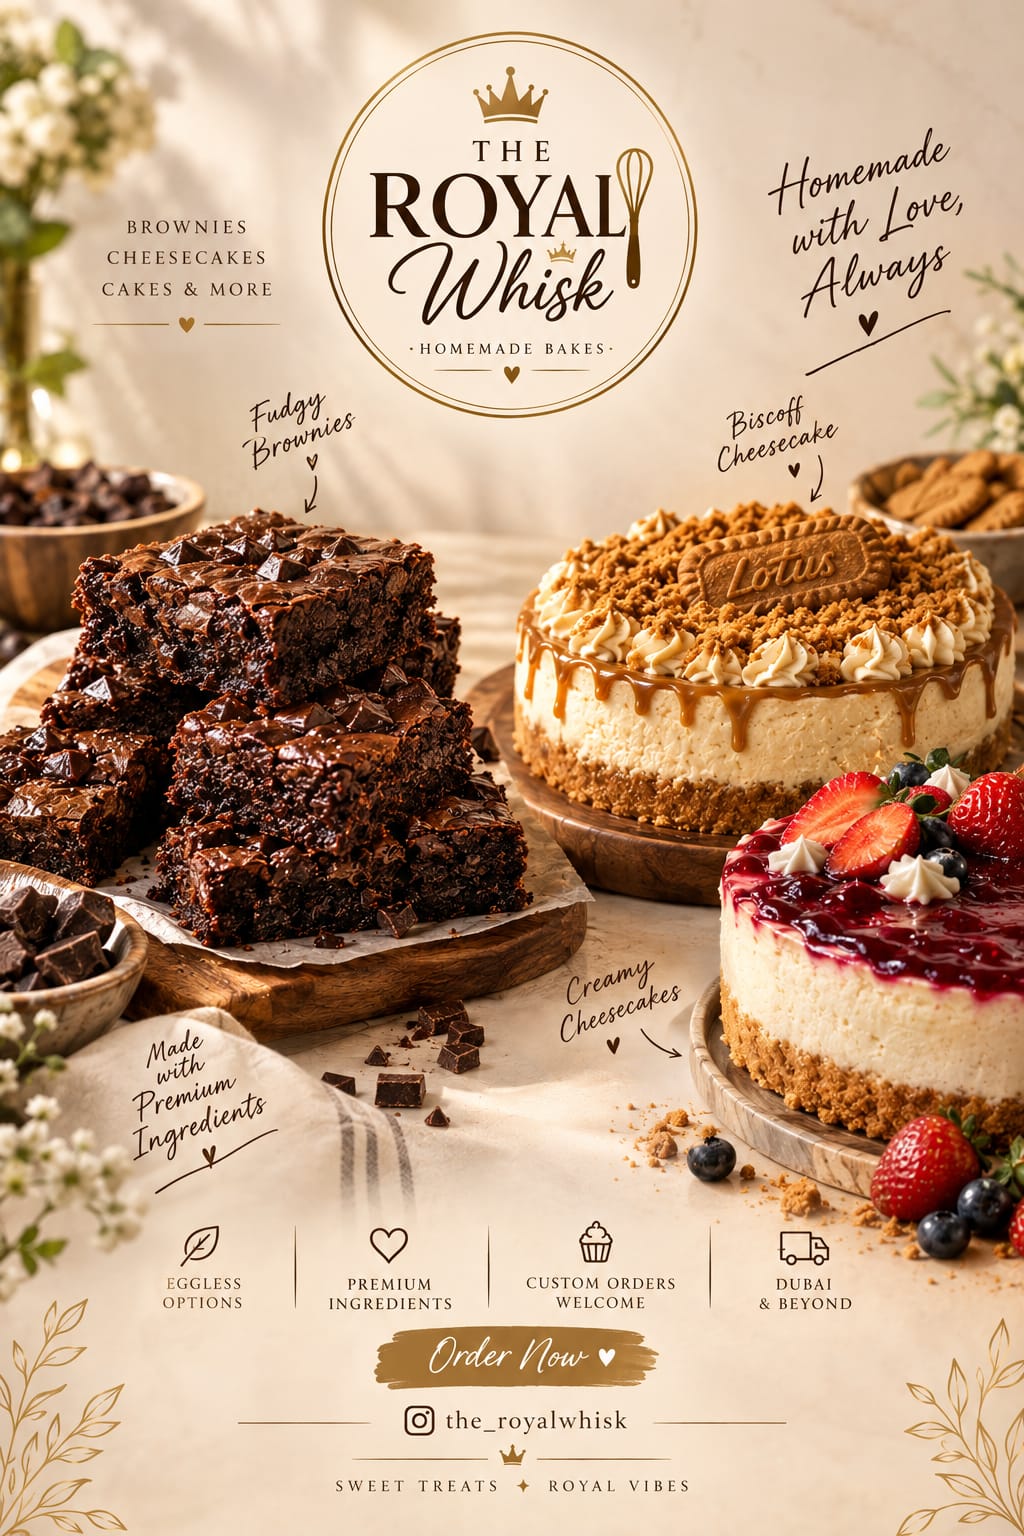 THE
ROYAL
Whisk
·HOMEMADE BAKES·
BROWNIES
CHEESECAKES
CAKES & MORE
Homemade
with Love,
Always
Fudgy
Brownies
Biscoff
Cheesecake
Lotus
Creamy
Cheesecakes
Made
with
Premium
Ingredients
EGGLESS
OPTIONS
PREMIUM
INGREDIENTS
CUSTOM ORDERS
WELCOME
DUBAI
& BEYOND
Order Now
the_royalwhisk
SWEET TREATS ✦ ROYAL VIBES